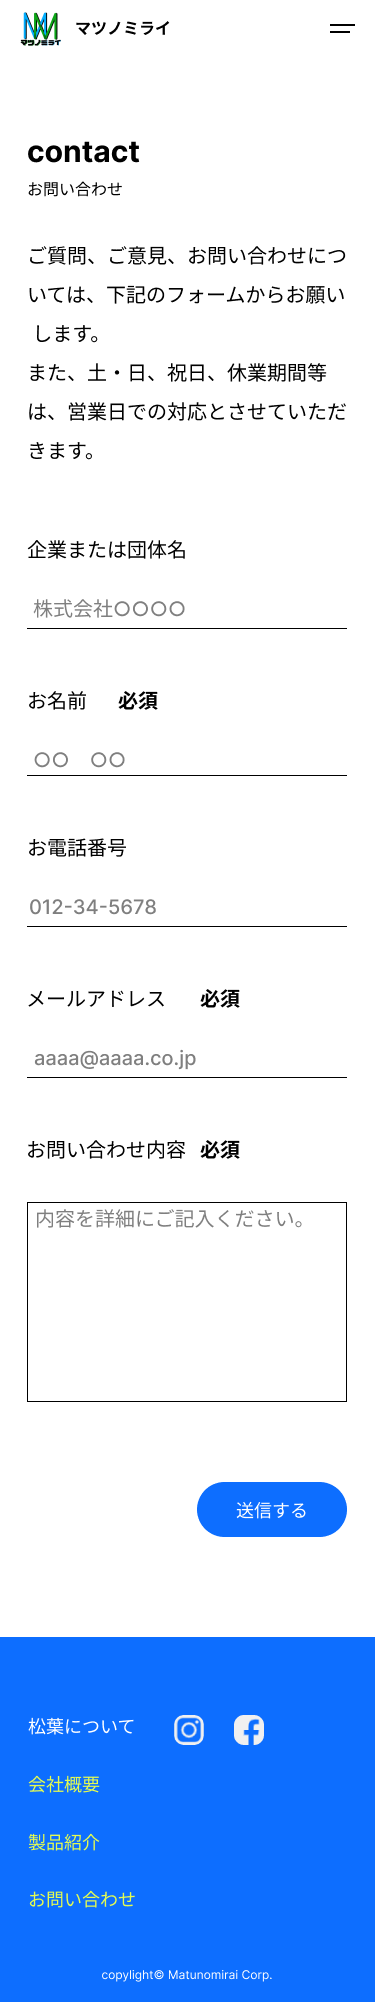 マツノミライ
マツノミライ
contact
お問い合わせ
ご質問、ご意見、お問い合わせにつ
いては、下記のフォームからお願い
します。
また、土・日、祝日、休業期間等
は、営業日での対応とさせていただ
きます。
企業または団体名
株式会社○○○○
お名前 必須
○○　○○
お電話番号
012-34-5678
メールアドレス 必須
aaaa@aaaa.co.jp
お問い合わせ内容 必須
内容を詳細にご記入ください。
送信する
松葉について
会社概要
製品紹介
お問い合わせ
copylight© Matunomirai Corp.